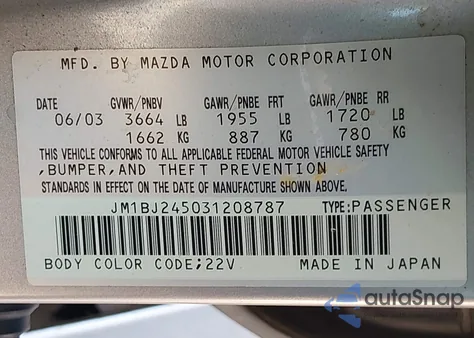 MFD. BY MAZDA MOTOR CORPORATION
DATE GVWR/PNBV GAWR/PNBE FRT GAWR/PNBE RR
06/03 3664 LB 1955 LB 1720 LB
1662 KG 887 KG 780 KG
THIS VEHICLE CONFORMS TO ALL APPLICABLE FEDERAL MOTOR VEHICLE SAFETY
,BUMPER,AND THEFT PREVENTION
STANDARDS IN EFFECT ON THE DATE OF MANUFACTURE SHOWN ABOVE.
JM1BJ245031208787 TYPE:PASSENGER
BODY COLOR CODE;22V MADE IN JAPAN
autoSnap